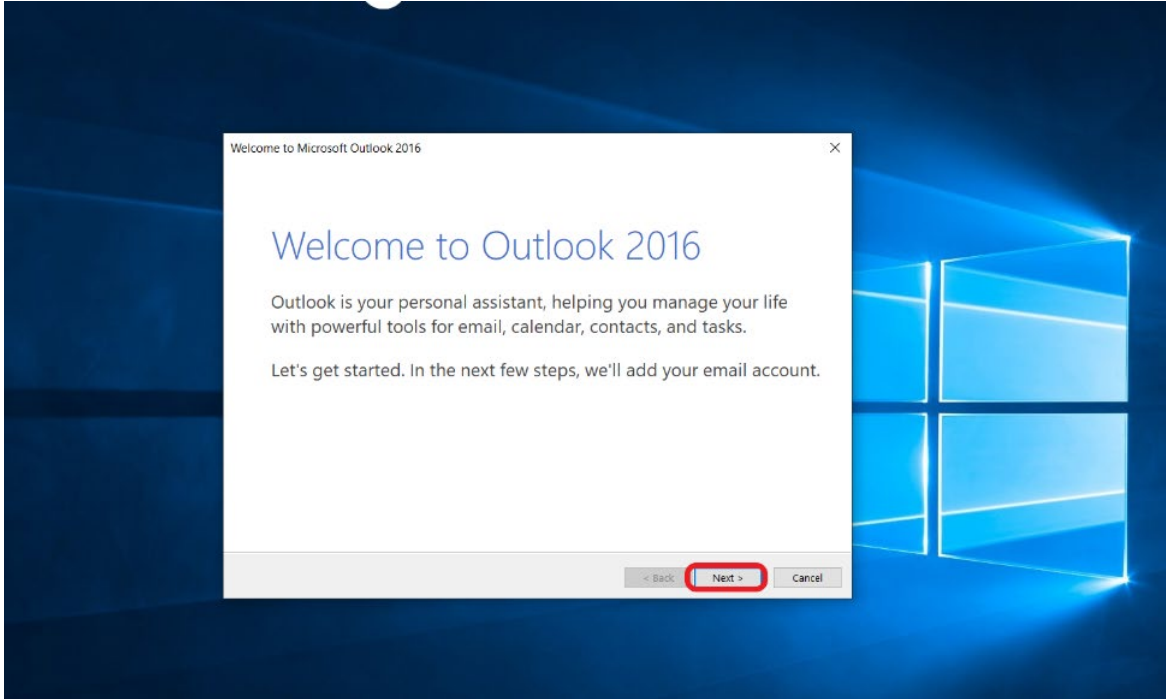 Welcome to Microsoft Outlook 2016
Welcome to Outlook 2016
Outlook is your personal assistant, helping you manage your life
with powerful tools for email, calendar, contacts, and tasks.
Let's get started. In the next few steps, we'll add your email account.
< Back Next > Cancel